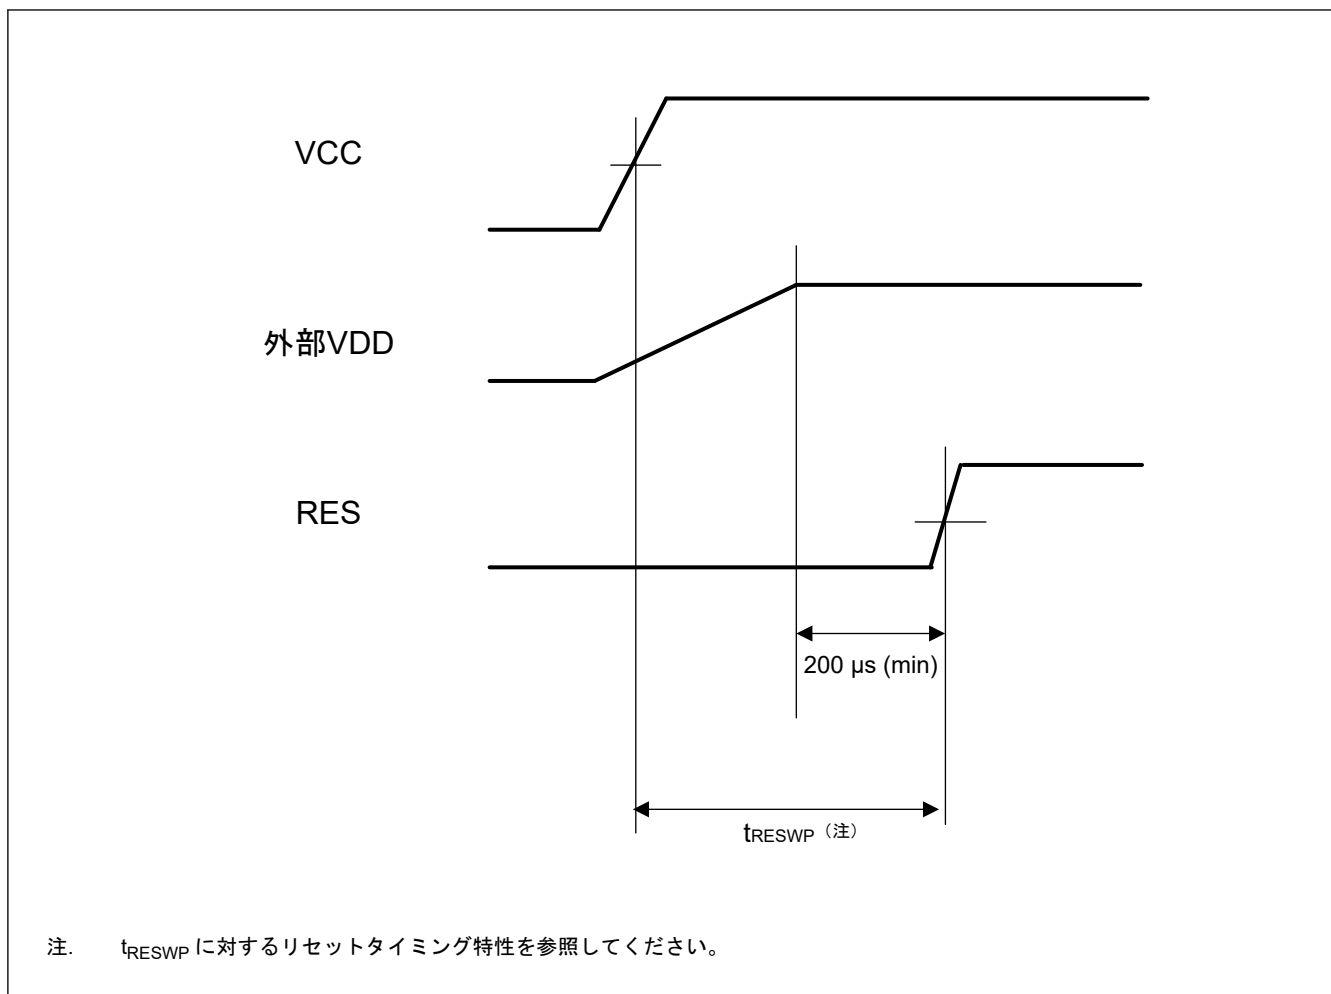 VCC
外部VDD
RES
200 µs (min)
tRESWP（注）
注. tRESWP に対するリセットタイミング特性を参照してください。